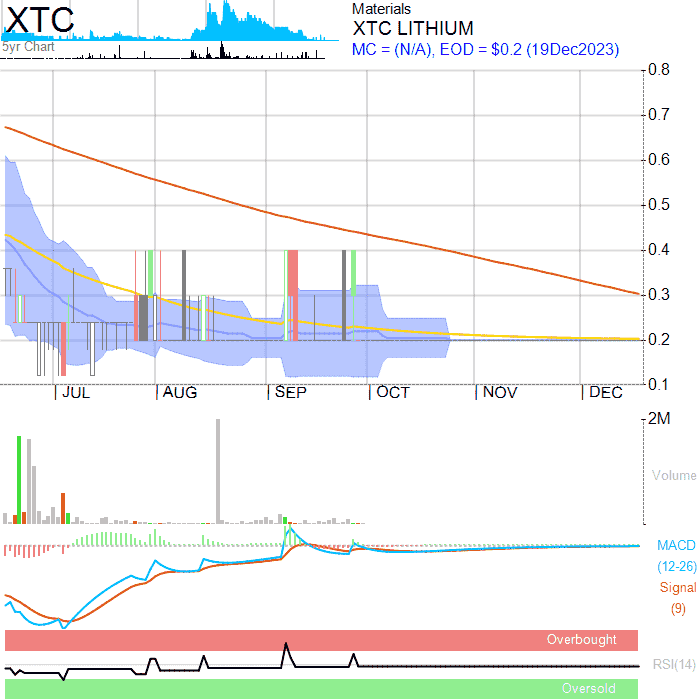 XTC
5yr Chart
Materials
XTC LITHIUM
MC = (N/A), EOD = $0.2 (19Dec2023)
0.8
0.7
0.6
0.5
0.4
0.3
0.2
0.1
JUL AUG SEP OCT NOV DEC
2M
Volume
MACD
(12-26)
Signal
(9)
Overbought
RSI(14)
Oversold